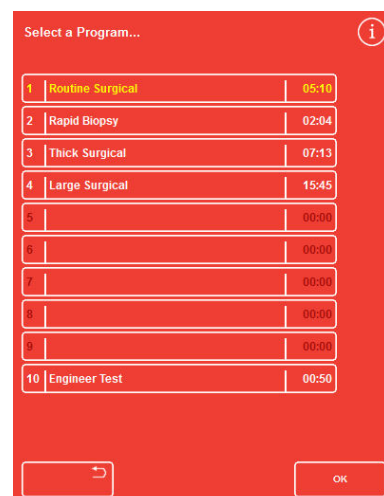 Select a Program...
i
1 Routine Surgical 05:10
2 Rapid Biopsy 02:04
3 Thick Surgical 07:13
4 Large Surgical 15:45
5 00:00
6 00:00
7 00:00
8 00:00
9 00:00
10 Engineer Test 00:50
OK